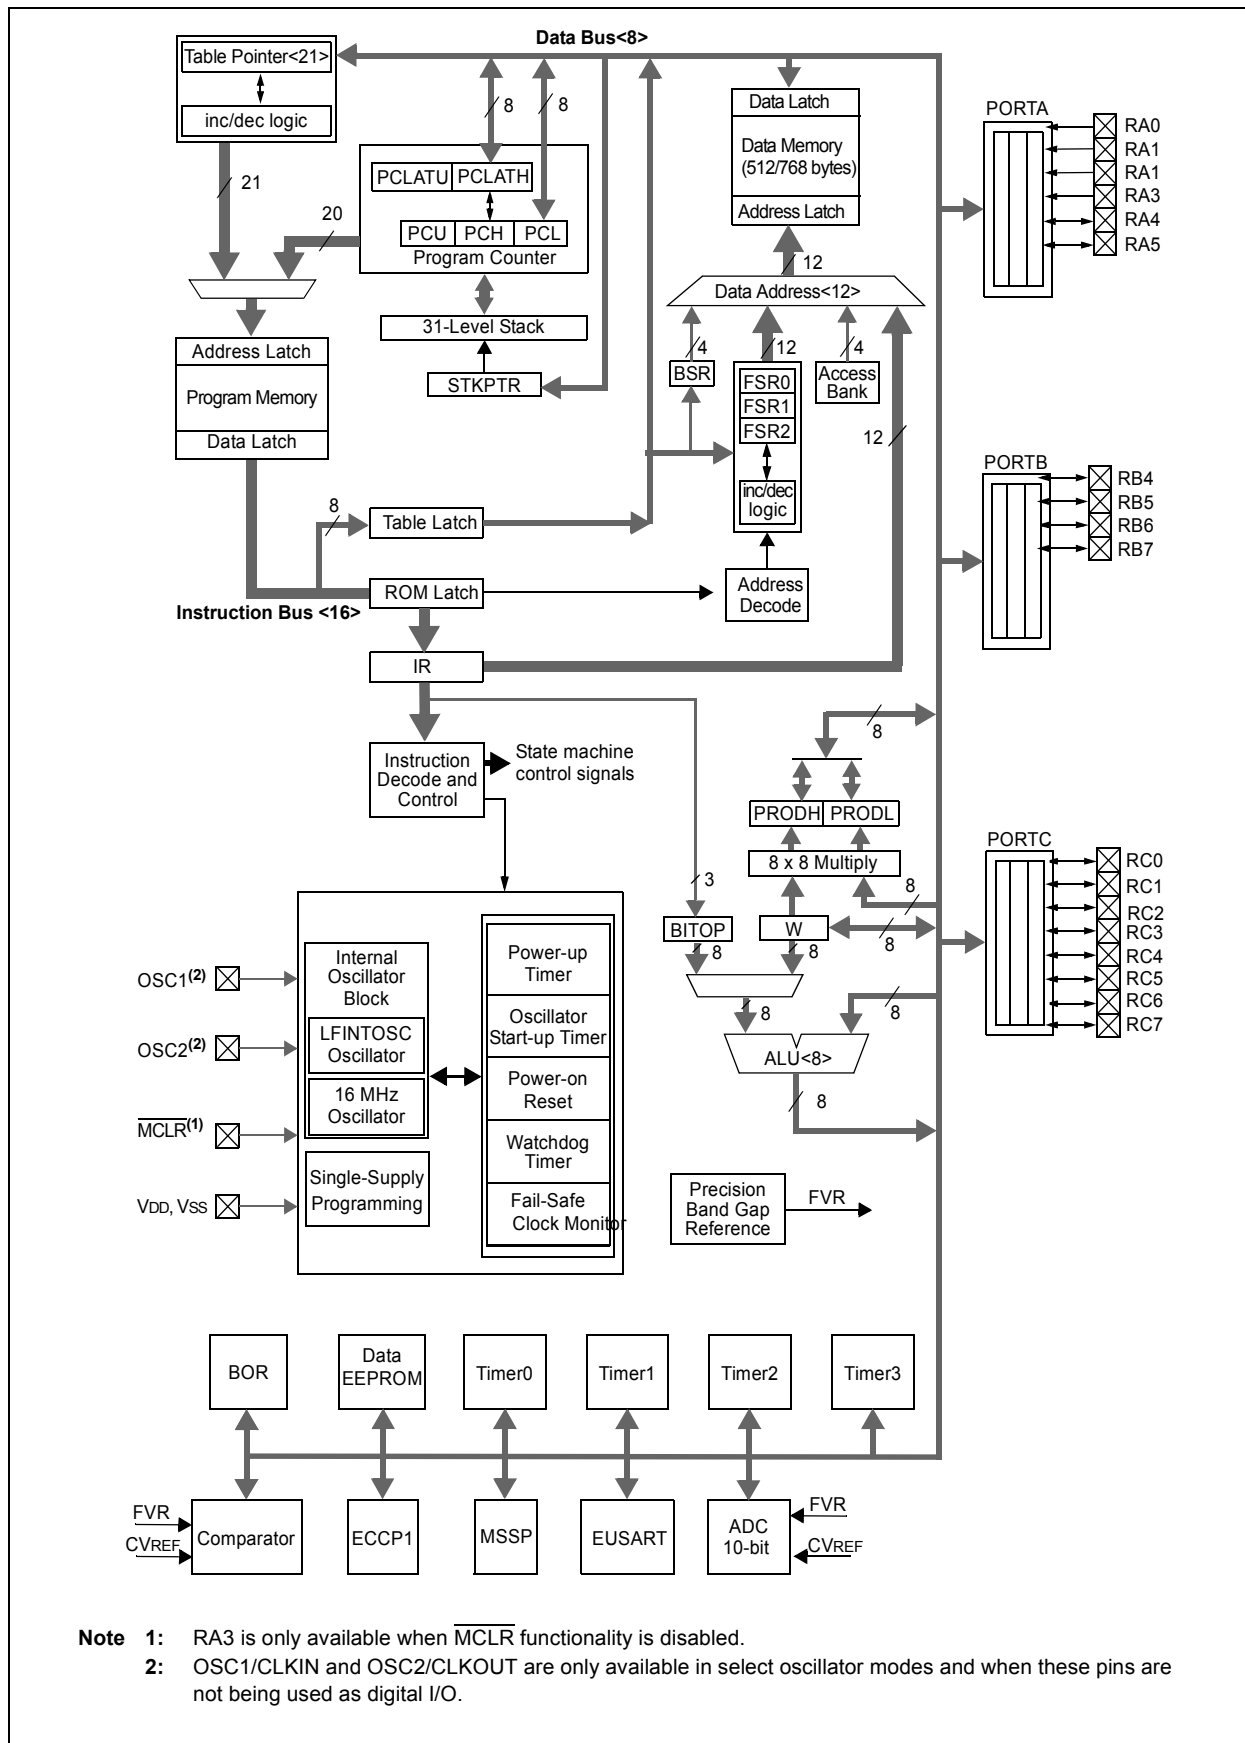 Data Bus<8>
Table Pointer<21>
inc/dec logic
21
20
8
8
PCLATU PCLATH
PCU PCH PCL
Program Counter
31-Level Stack
STKPTR
Address Latch
Program Memory
Data Latch
8
Table Latch
ROM Latch
Instruction Bus <16>
IR
Instruction
Decode and
Control
State machine
control signals
Data Latch
Data Memory
(512/768 bytes)
Address Latch
12
Data Address<12>
4
12
4
BSR
FSR0
FSR1
FSR2
inc/dec
logic
Access
Bank
12
Address
Decode
PORTA
RA0
RA1
RA1
RA3
RA4
RA5
PORTB
RB4
RB5
RB6
RB7
PORTC
RC0
RC1
RC2
RC3
RC4
RC5
RC6
RC7
8
PRODH PRODL
8 x 8 Multiply
3
8
BITOP
W
8
8
8
8
8
ALU<8>
8
OSC1(2)
OSC2(2)
MCLR(1)
VDD, VSS
Internal
Oscillator
Block
LFINTOSC
Oscillator
16 MHz
Oscillator
Single-Supply
Programming
Power-up
Timer
Oscillator
Start-up Timer
Power-on
Reset
Watchdog
Timer
Fail-Safe
Clock Monitor
Precision
Band Gap
Reference
FVR
BOR
Data
EEPROM
Timer0
Timer1
Timer2
Timer3
FVR
CVREF
Comparator
ECCP1
MSSP
EUSART
ADC
10-bit
FVR
CVREF
Note 1: RA3 is only available when MCLR functionality is disabled.
2: OSC1/CLKIN and OSC2/CLKOUT are only available in select oscillator modes and when these pins are
not being used as digital I/O.